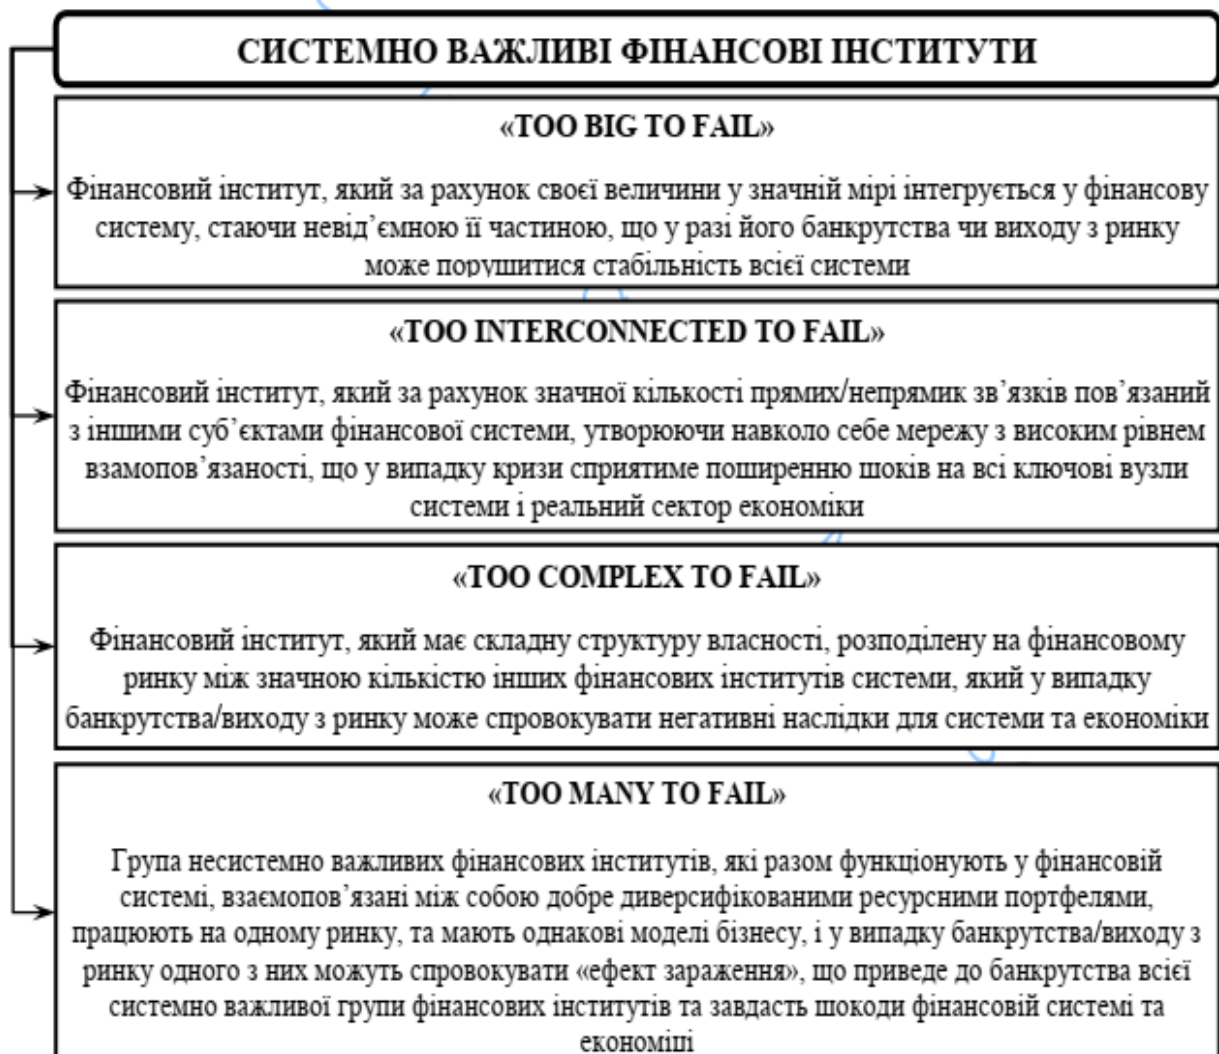 СИСТЕМНО ВАЖЛИВІ ФІНАНСОВІ ІНСТИТУТИ
«TOO BIG TO FAIL»
Фінансовий інститут, який за рахунок своєї величини у значній мірі інтегрується у фінансову
систему, стаючи невід’ємною її частиною, що у разі його банкрутства чи виходу з ринку
може порушитися стабільність всієї системи
«TOO INTERCONNECTED TO FAIL»
Фінансовий інститут, який за рахунок значної кількості прямих/непрямик зв’язків пов’язаний
з іншими суб’єктами фінансової системи, утворюючи навколо себе мережу з високим рівнем
взамопов’язаності, що у випадку кризи сприятиме поширенню шоків на всі ключові вузли
системи і реальний сектор економіки
«TOO COMPLEX TO FAIL»
Фінансовий інститут, який має складну структуру власності, розподілену на фінансовому
ринку між значною кількістю інших фінансових інститутів системи, який у випадку
банкрутства/виходу з ринку може спровокувати негативні наслідки для системи та економіки
«TOO MANY TO FAIL»
Група несистемно важливих фінансових інститутів, які разом функціонують у фінансовій
системі, взаємопов’язані між собою добре диверсифікованими ресурсними портфелями,
працюють на одному ринку, та мають однакові моделі бізнесу, і у випадку банкрутства/виходу з
ринку одного з них можуть спровокувати «ефект зараження», що приведе до банкрутства всієї
системно важливої групи фінансових інститутів та завдасть шокоди фінансовій системі та
економіці